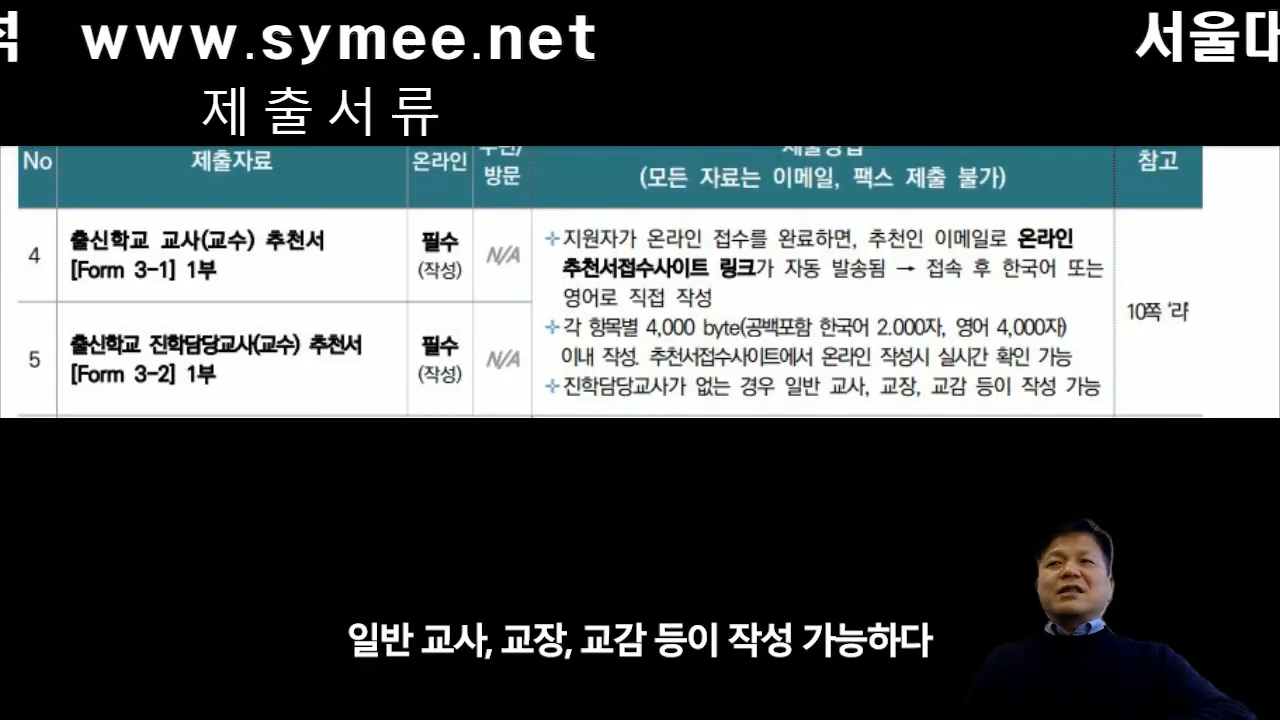 www.symee.net
서울대
제출서류
No 제출자료 온라인 방문 (모든 자료는 이메일, 팩스 제출 불가) 참고
4
출신학교 교사(교수) 추천서
[Form 3-1] 1부
필수
(작성)
N/A
5
출신학교 진학담당교사(교수) 추천서
[Form 3-2] 1부
필수
(작성)
N/A
✢지원자가 온라인 접수를 완료하면, 추천인 이메일로 온라인
추천서접수사이트 링크가 자동 발송됨 → 접속 후 한국어 또는
영어로 직접 작성
✢각 항목별 4,000 byte(공백포함 한국어 2.000자, 영어 4,000자)
이내 작성. 추천서접수사이트에서 온라인 작성시 실시간 확인 가능
✢진학담당교사가 없는 경우 일반 교사, 교장, 교감 등이 작성 가능
10쪽 '라'
일반 교사, 교장, 교감 등이 작성 가능하다